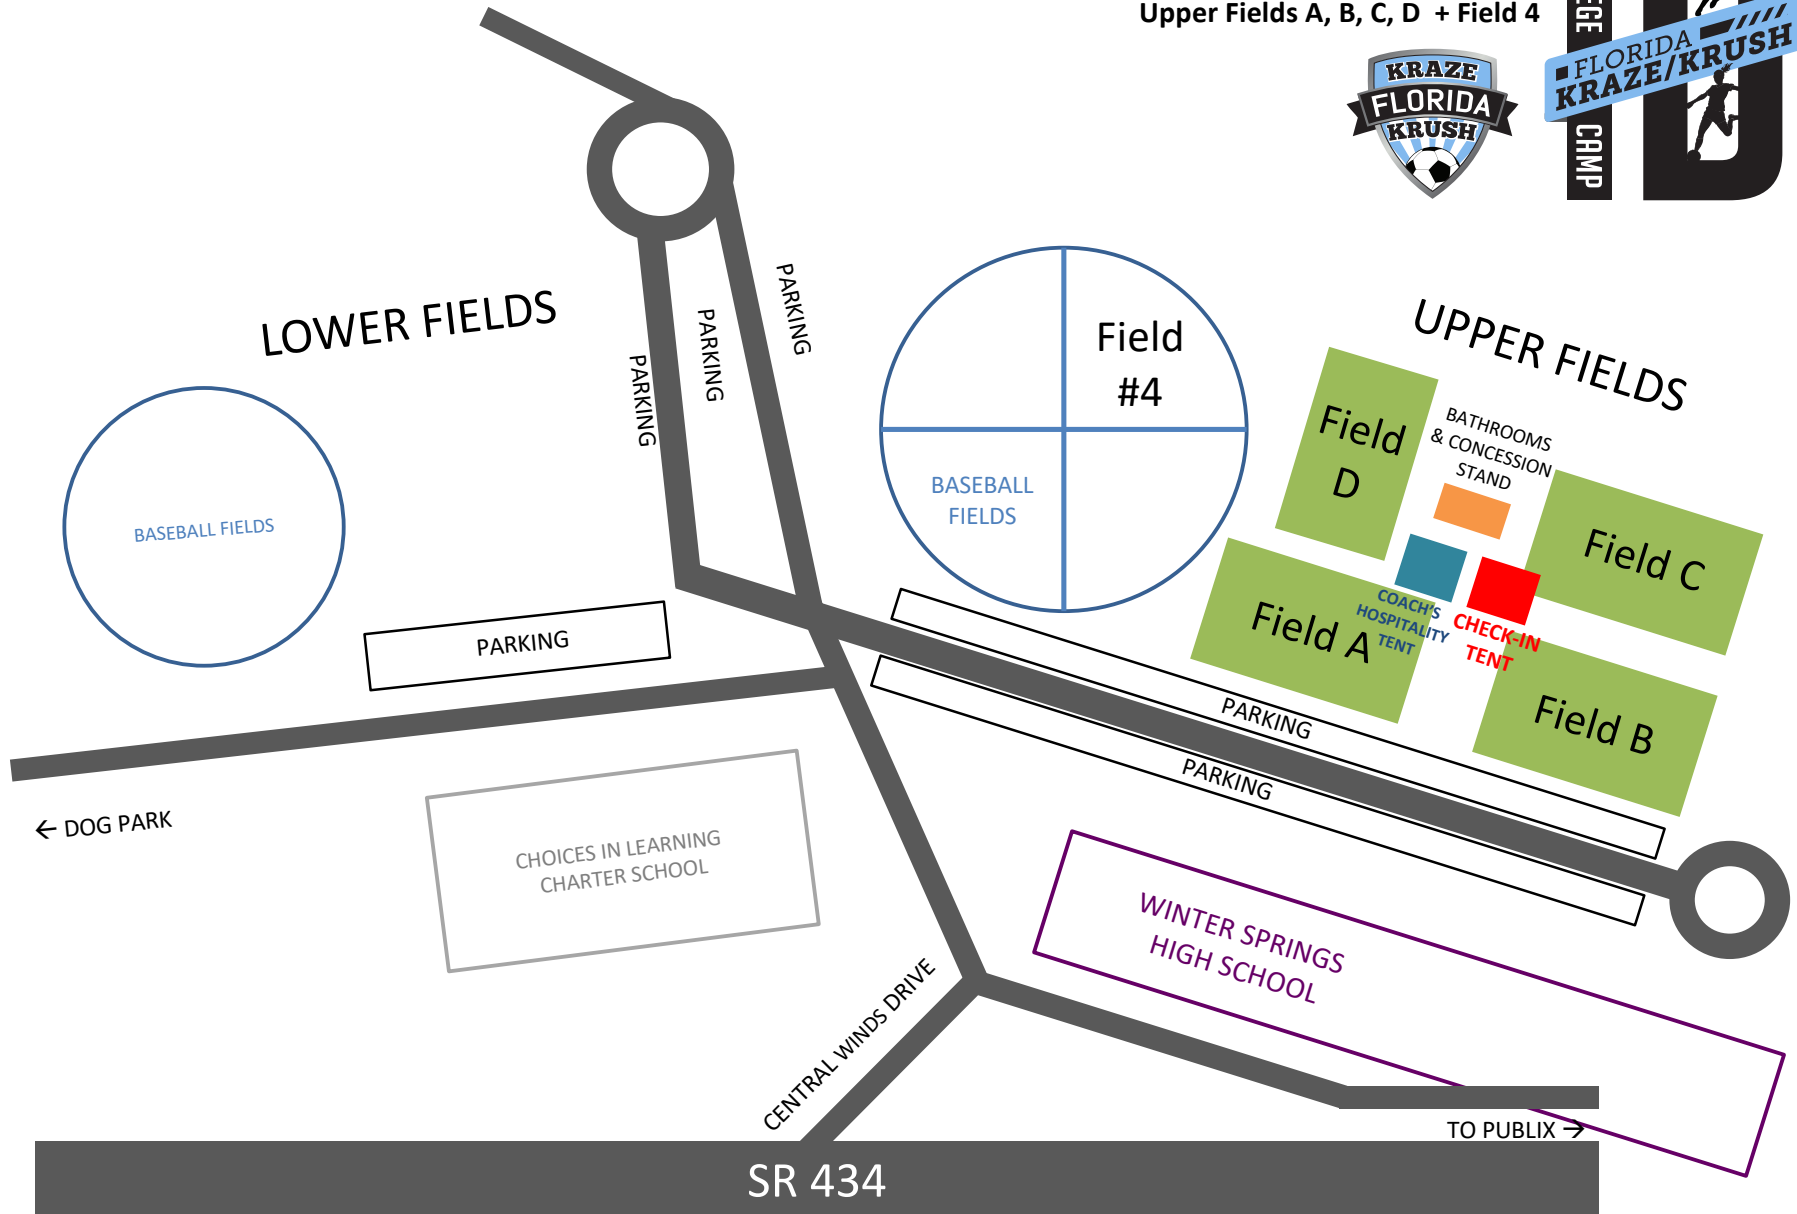 Upper Fields A, B, C, D + Field 4
KRAZE
FLORIDA
KRUSH
EGE CAMP
FLORIDA
KRAZE/KRUSH
LOWER FIELDS
PARKING
PARKING
PARKING
Field
#4
BASEBALL
FIELDS
UPPER FIELDS
Field
D
BATHROOMS
& CONCESSION
STAND
Field C
COACH'S
HOSPITALITY
TENT
CHECK-IN
TENT
Field A
Field B
BASEBALL FIELDS
PARKING
PARKING
PARKING
← DOG PARK
CHOICES IN LEARNING
CHARTER SCHOOL
WINTER SPRINGS
HIGH SCHOOL
CENTRAL WINDS DRIVE
TO PUBLIX →
SR 434